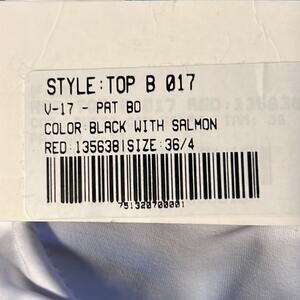 STYLE:TOP B 017
V-17 - PAT BO
COLOR:BLACK WITH SALMON
RED:135638|SIZE:36/4
751320700001